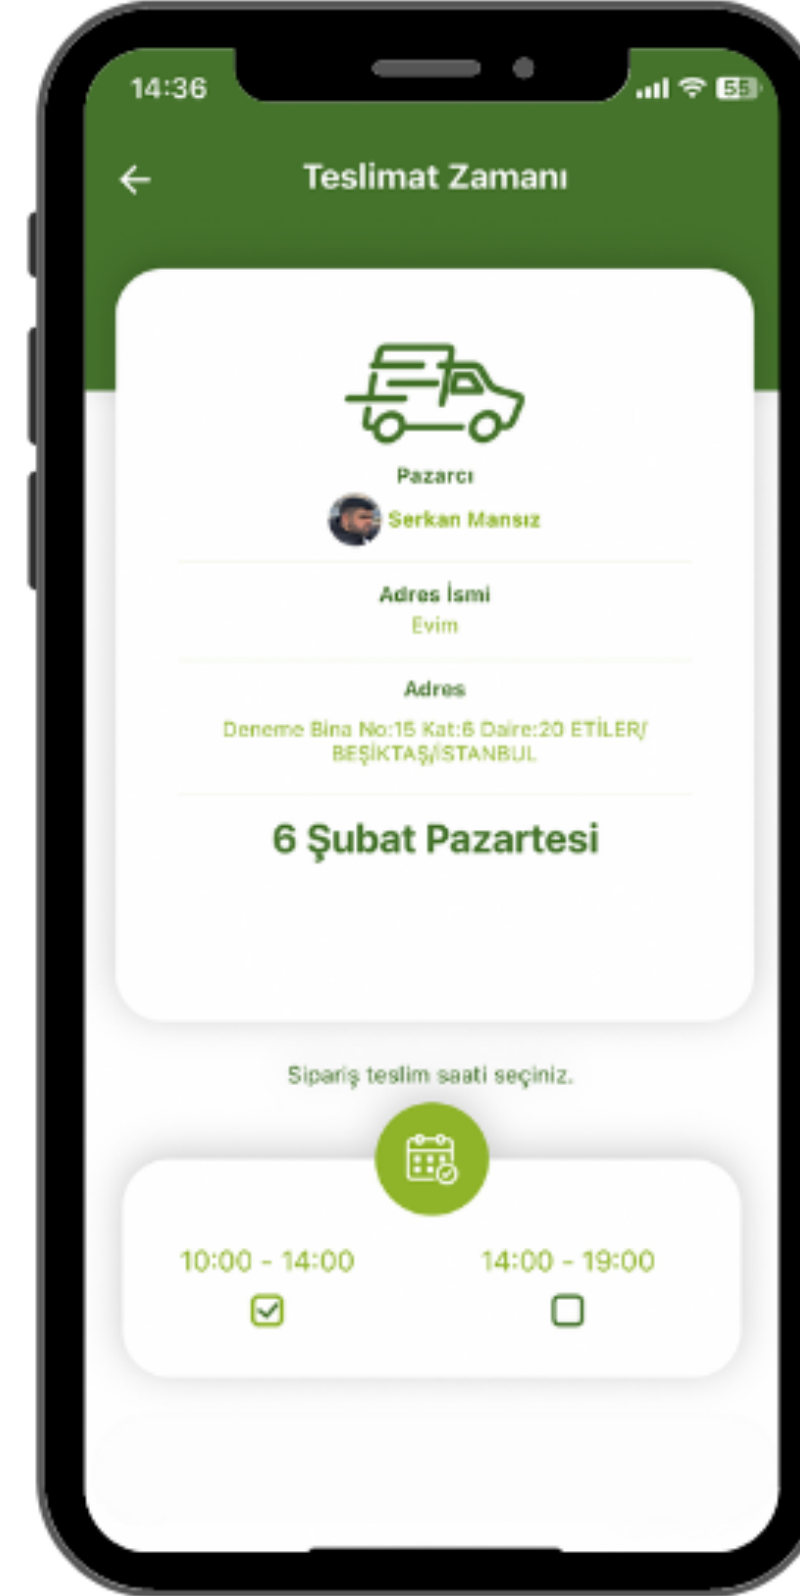 14:36
55
Teslimat Zamanı
Pazarcı
Serkan Mansız
Adres İsmi
Evim
Adres
Deneme Bina No:15 Kat:6 Daire:20 ETİLER/
BEŞİKTAŞ/İSTANBUL
6 Şubat Pazartesi
Sipariş teslim saati seçiniz.
10:00 - 14:00
14:00 - 19:00